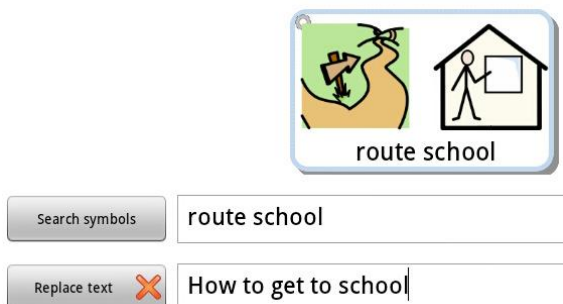 route school
Search symbols
route school
Replace text
How to get to school